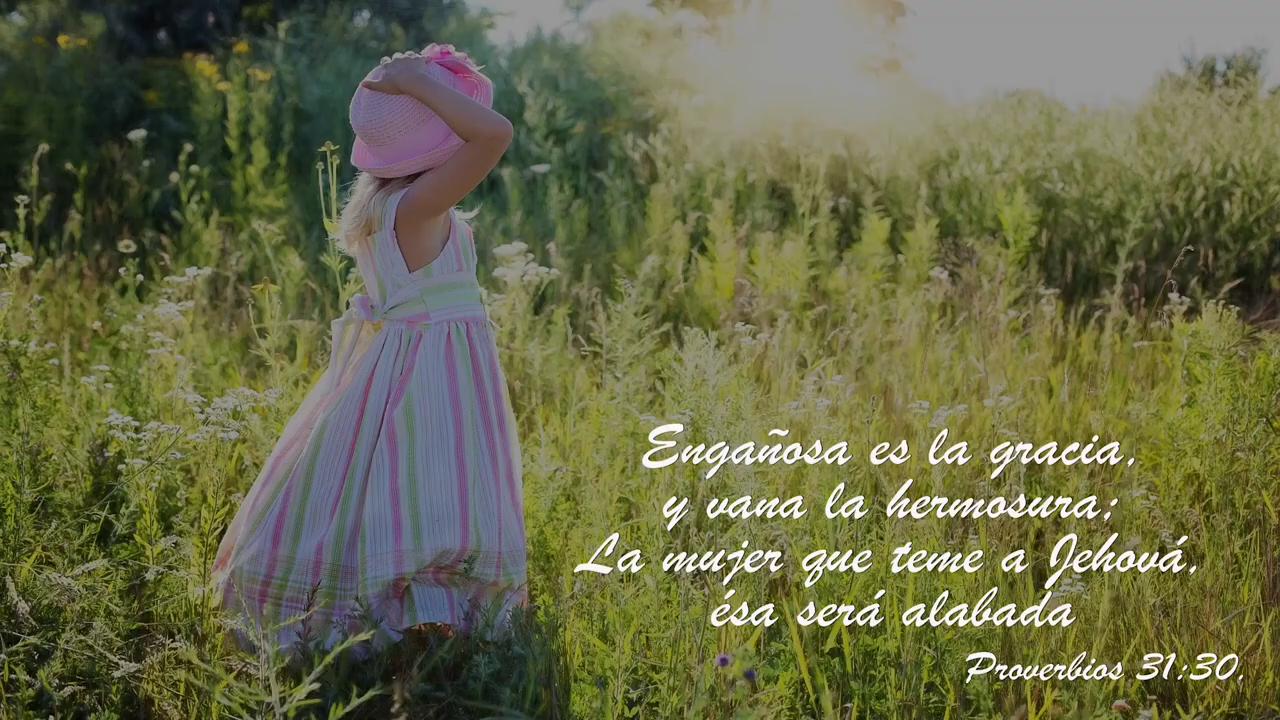 Engañosa es la gracia,
y vana la hermosura;
La mujer que teme a Jehová,
ésa será alabada
Proverbios 31:30.